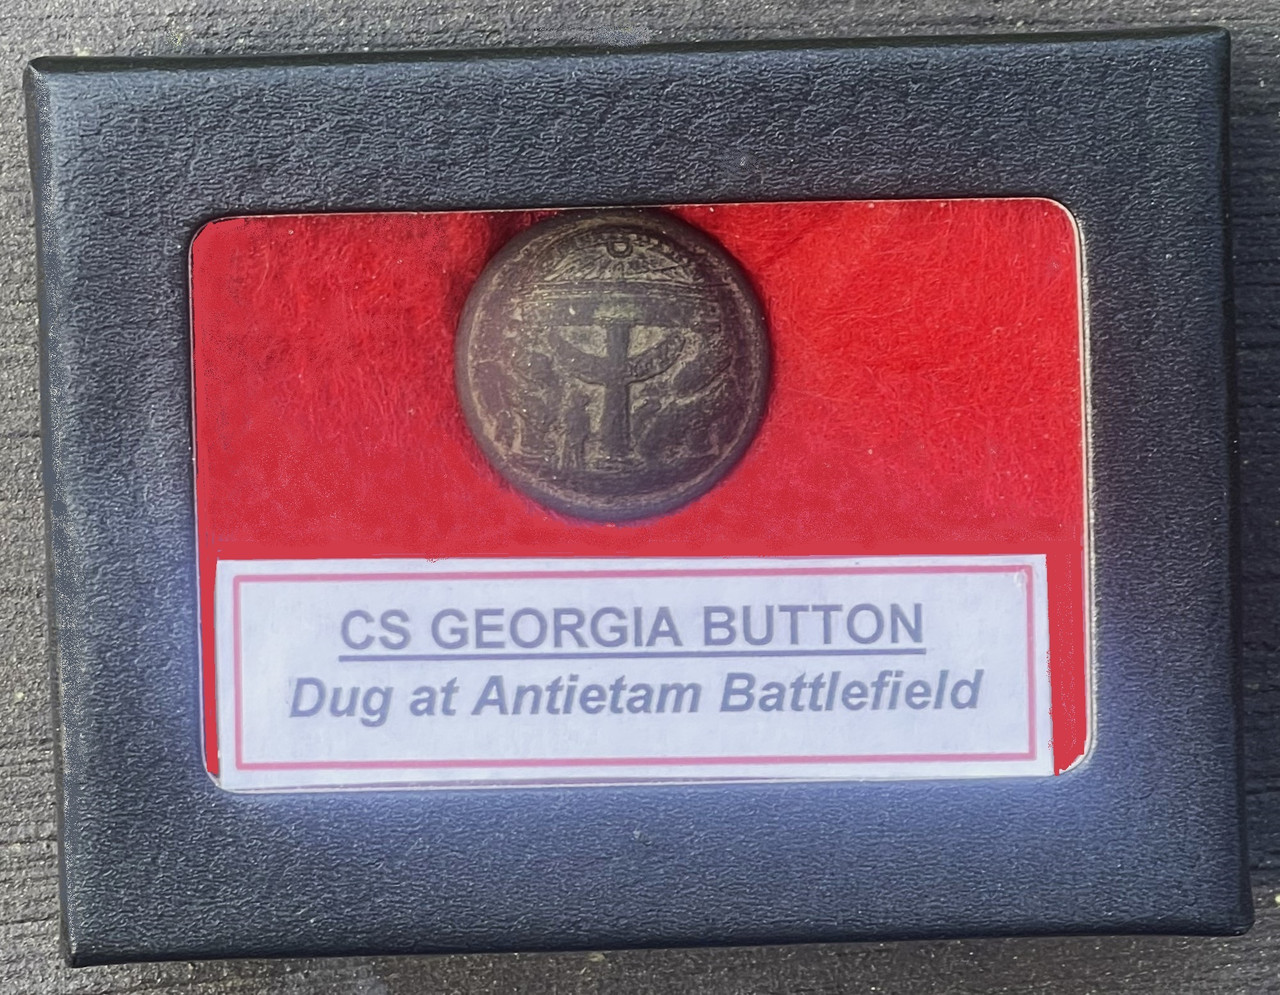 CS GEORGIA BUTTON
Dug at Antietam Battlefield